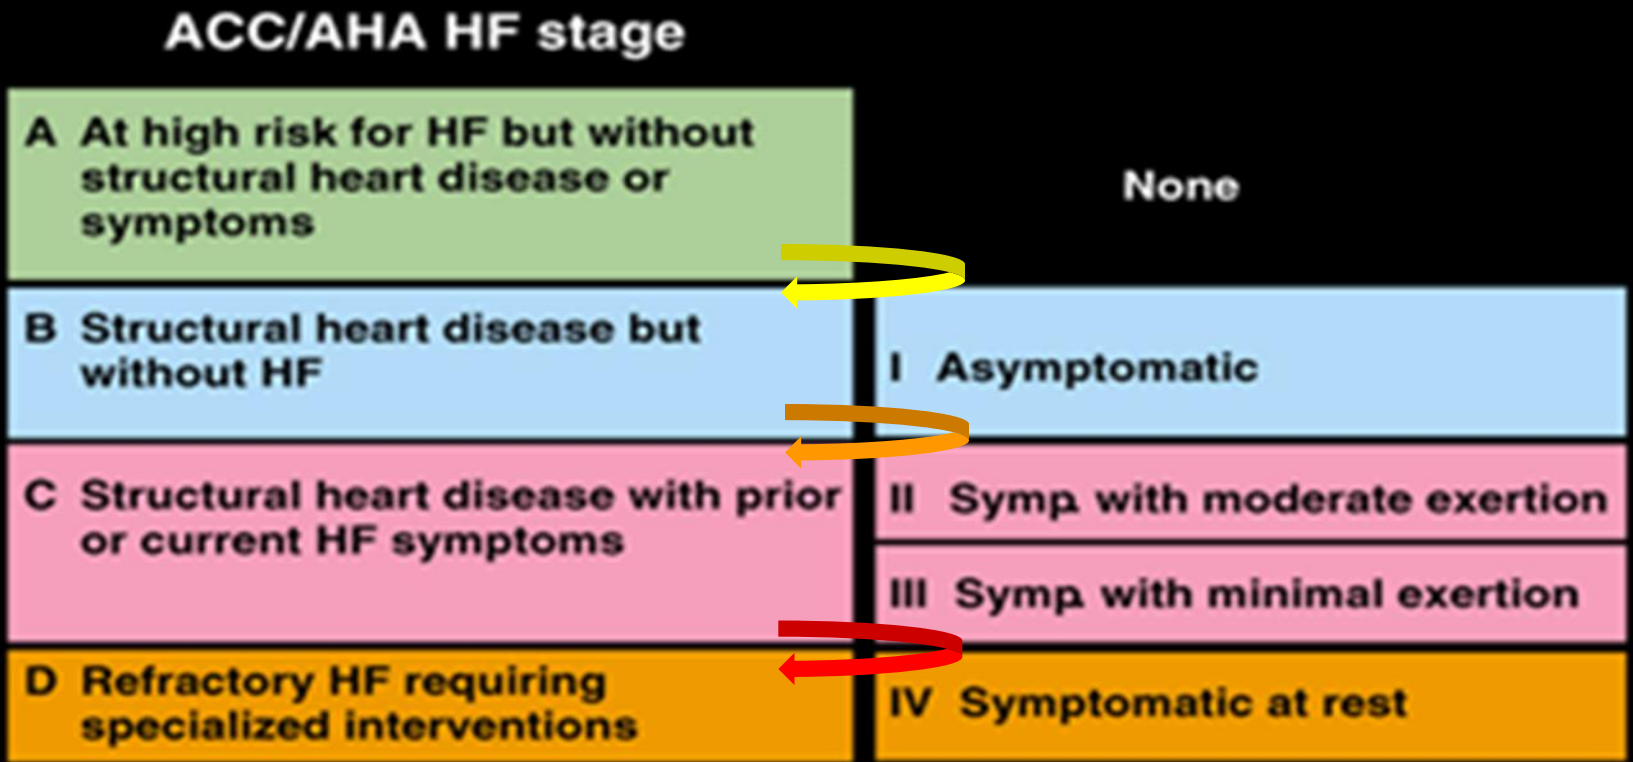 ACC/AHA HF stage
A At high risk for HF but without
structural heart disease or
symptoms
None
B Structural heart disease but
without HF
I Asymptomatic
C Structural heart disease with prior
or current HF symptoms
II Symp. with moderate exertion
III Symp. with minimal exertion
D Refractory HF requiring
specialized interventions
IV Symptomatic at rest